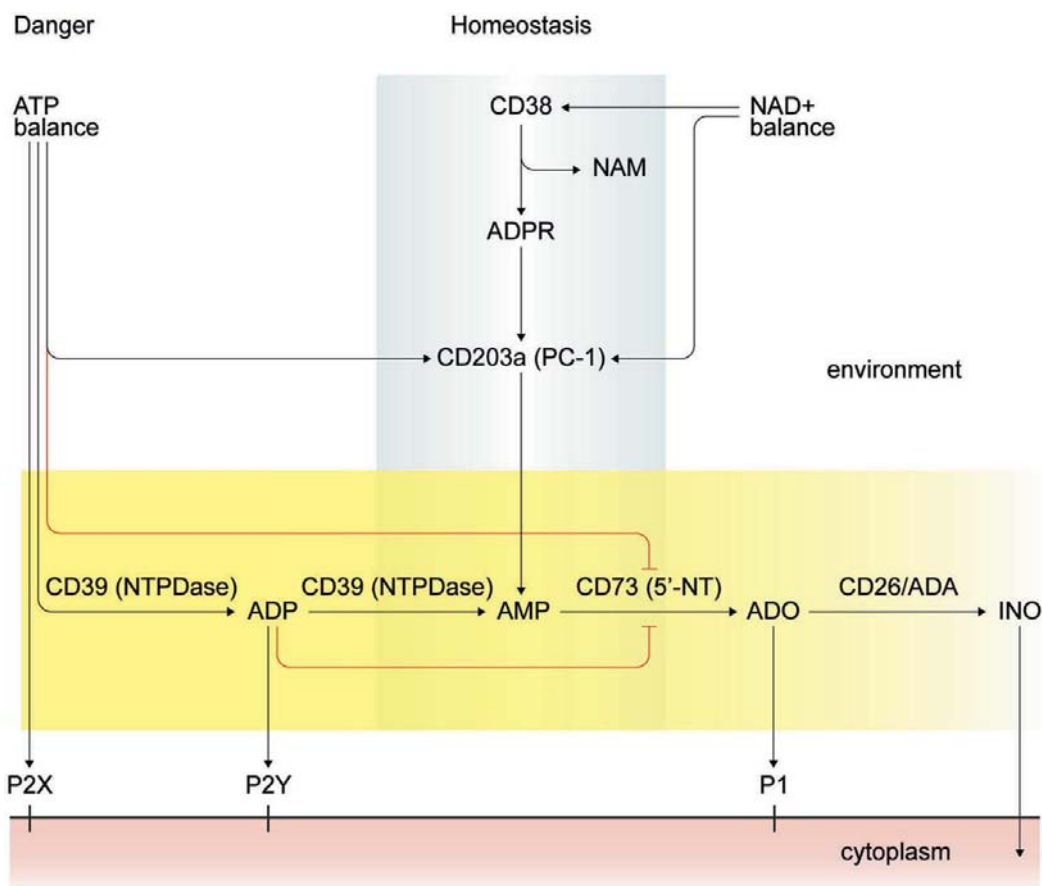 Danger
Homeostasis
ATP
balance
CD38
NAD+
balance
NAM
ADPR
CD203a (PC-1)
environment
CD39 (NTPDase)
CD39 (NTPDase)
CD73 (5’-NT)
CD26/ADA
ADP
AMP
ADO
INO
P2X
P2Y
P1
cytoplasm